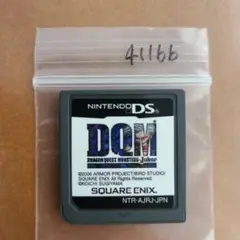 41166
NINTENDO DS
DQM
DRAGON QUEST MONSTERS Joker
©2006 ARMOR PROJECT/BIRD STUDIO/
SQUARE ENIX All Rights Reserved.
©KOICHI SUGIYAMA
SQUARE ENIX
NTR-AJRJ-JPN